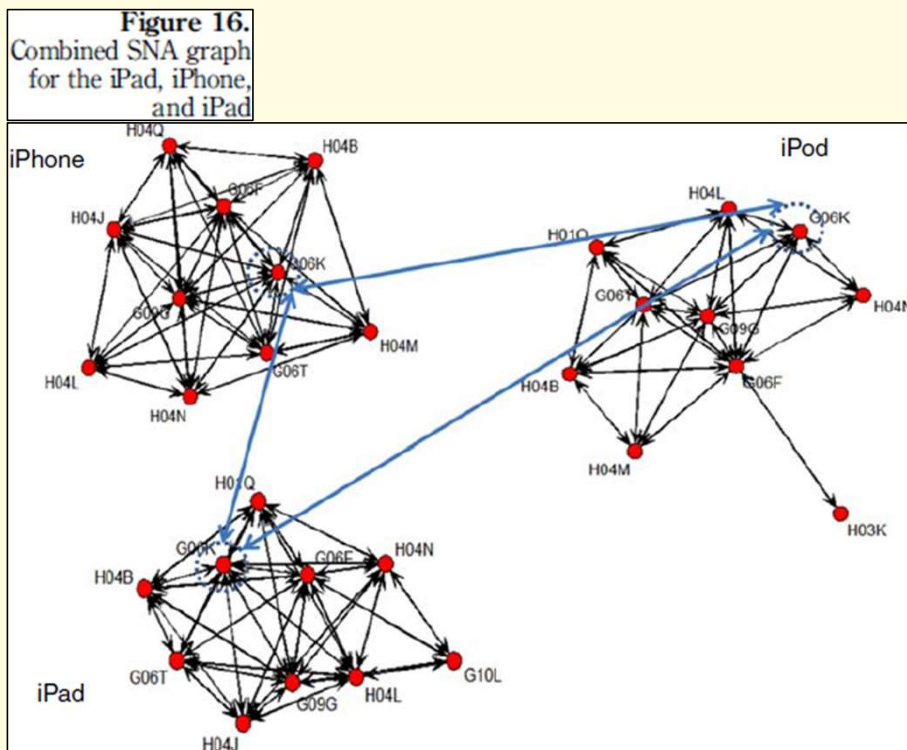 Figure 16.
Combined SNA graph
for the iPad, iPhone,
and iPad
iPhone
H04Q
H04B
G06F
H04J
G06K
G09G
H04M
G06T
H04L
H04N
iPod
H04L
G06K
H01Q
G06T
H04N
G09G
H04B
G06F
H04M
H03K
H01Q
G06K
G06F
H04N
H04B
G06T
G10L
H04L
G09G
iPad
H04J